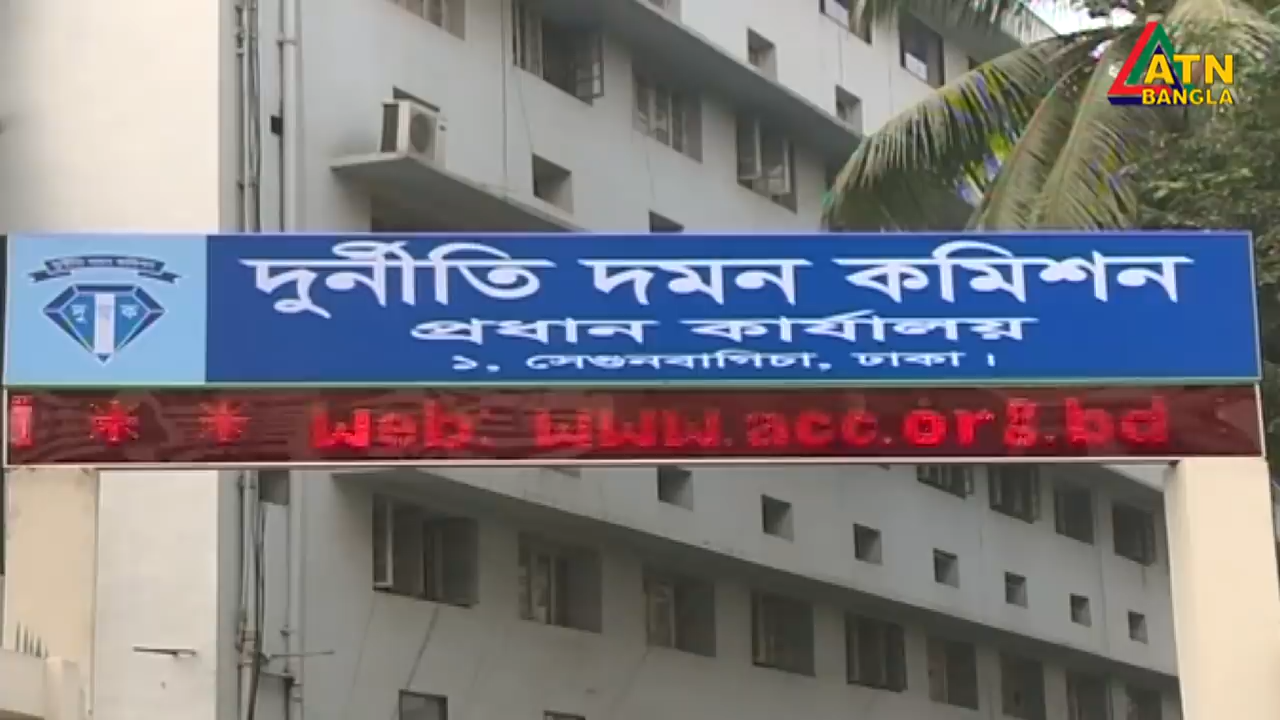 ATN
BANGLA
দুর্নীতি দমন কমিশন
প্রধান কার্যালয়
১, সেগুনবাগিচা, ঢাকা।
দু দ ক
* * web: www.acc.org.bd